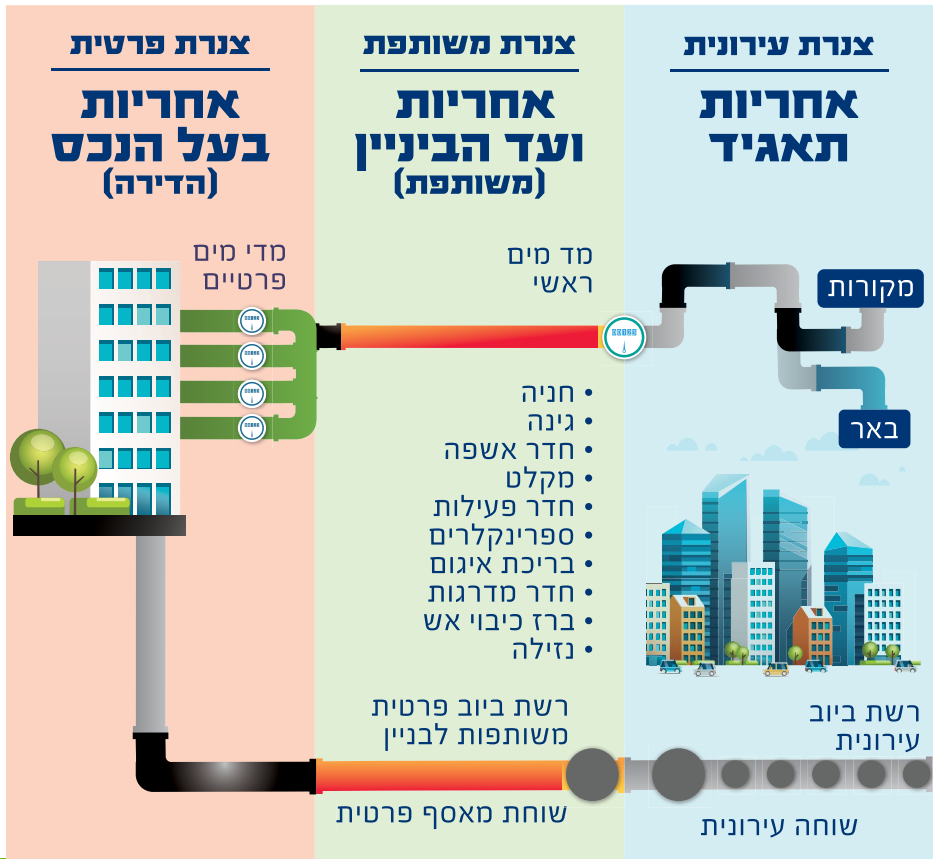 צנרת עירונית
אחריות
תאגיד
מקורות
באר
רשת ביוב
עירונית
שוחה עירונית
צנרת משותפת
אחריות
ועד הביניין
(משותפת)
מד מים
ראשי
• חניה
• גינה
• חדר אשפה
• מקלט
• חדר פעילות
• ספרינקלרים
• בריכת איגום
• חדר מדרגות
• ברז כיבוי אש
• נזילה
רשת ביוב פרטית
משותפות לבניין
שוחת מאסף פרטית
צנרת פרטית
אחריות
בעל הנכס
(הדירה)
מדי מים
פרטיים